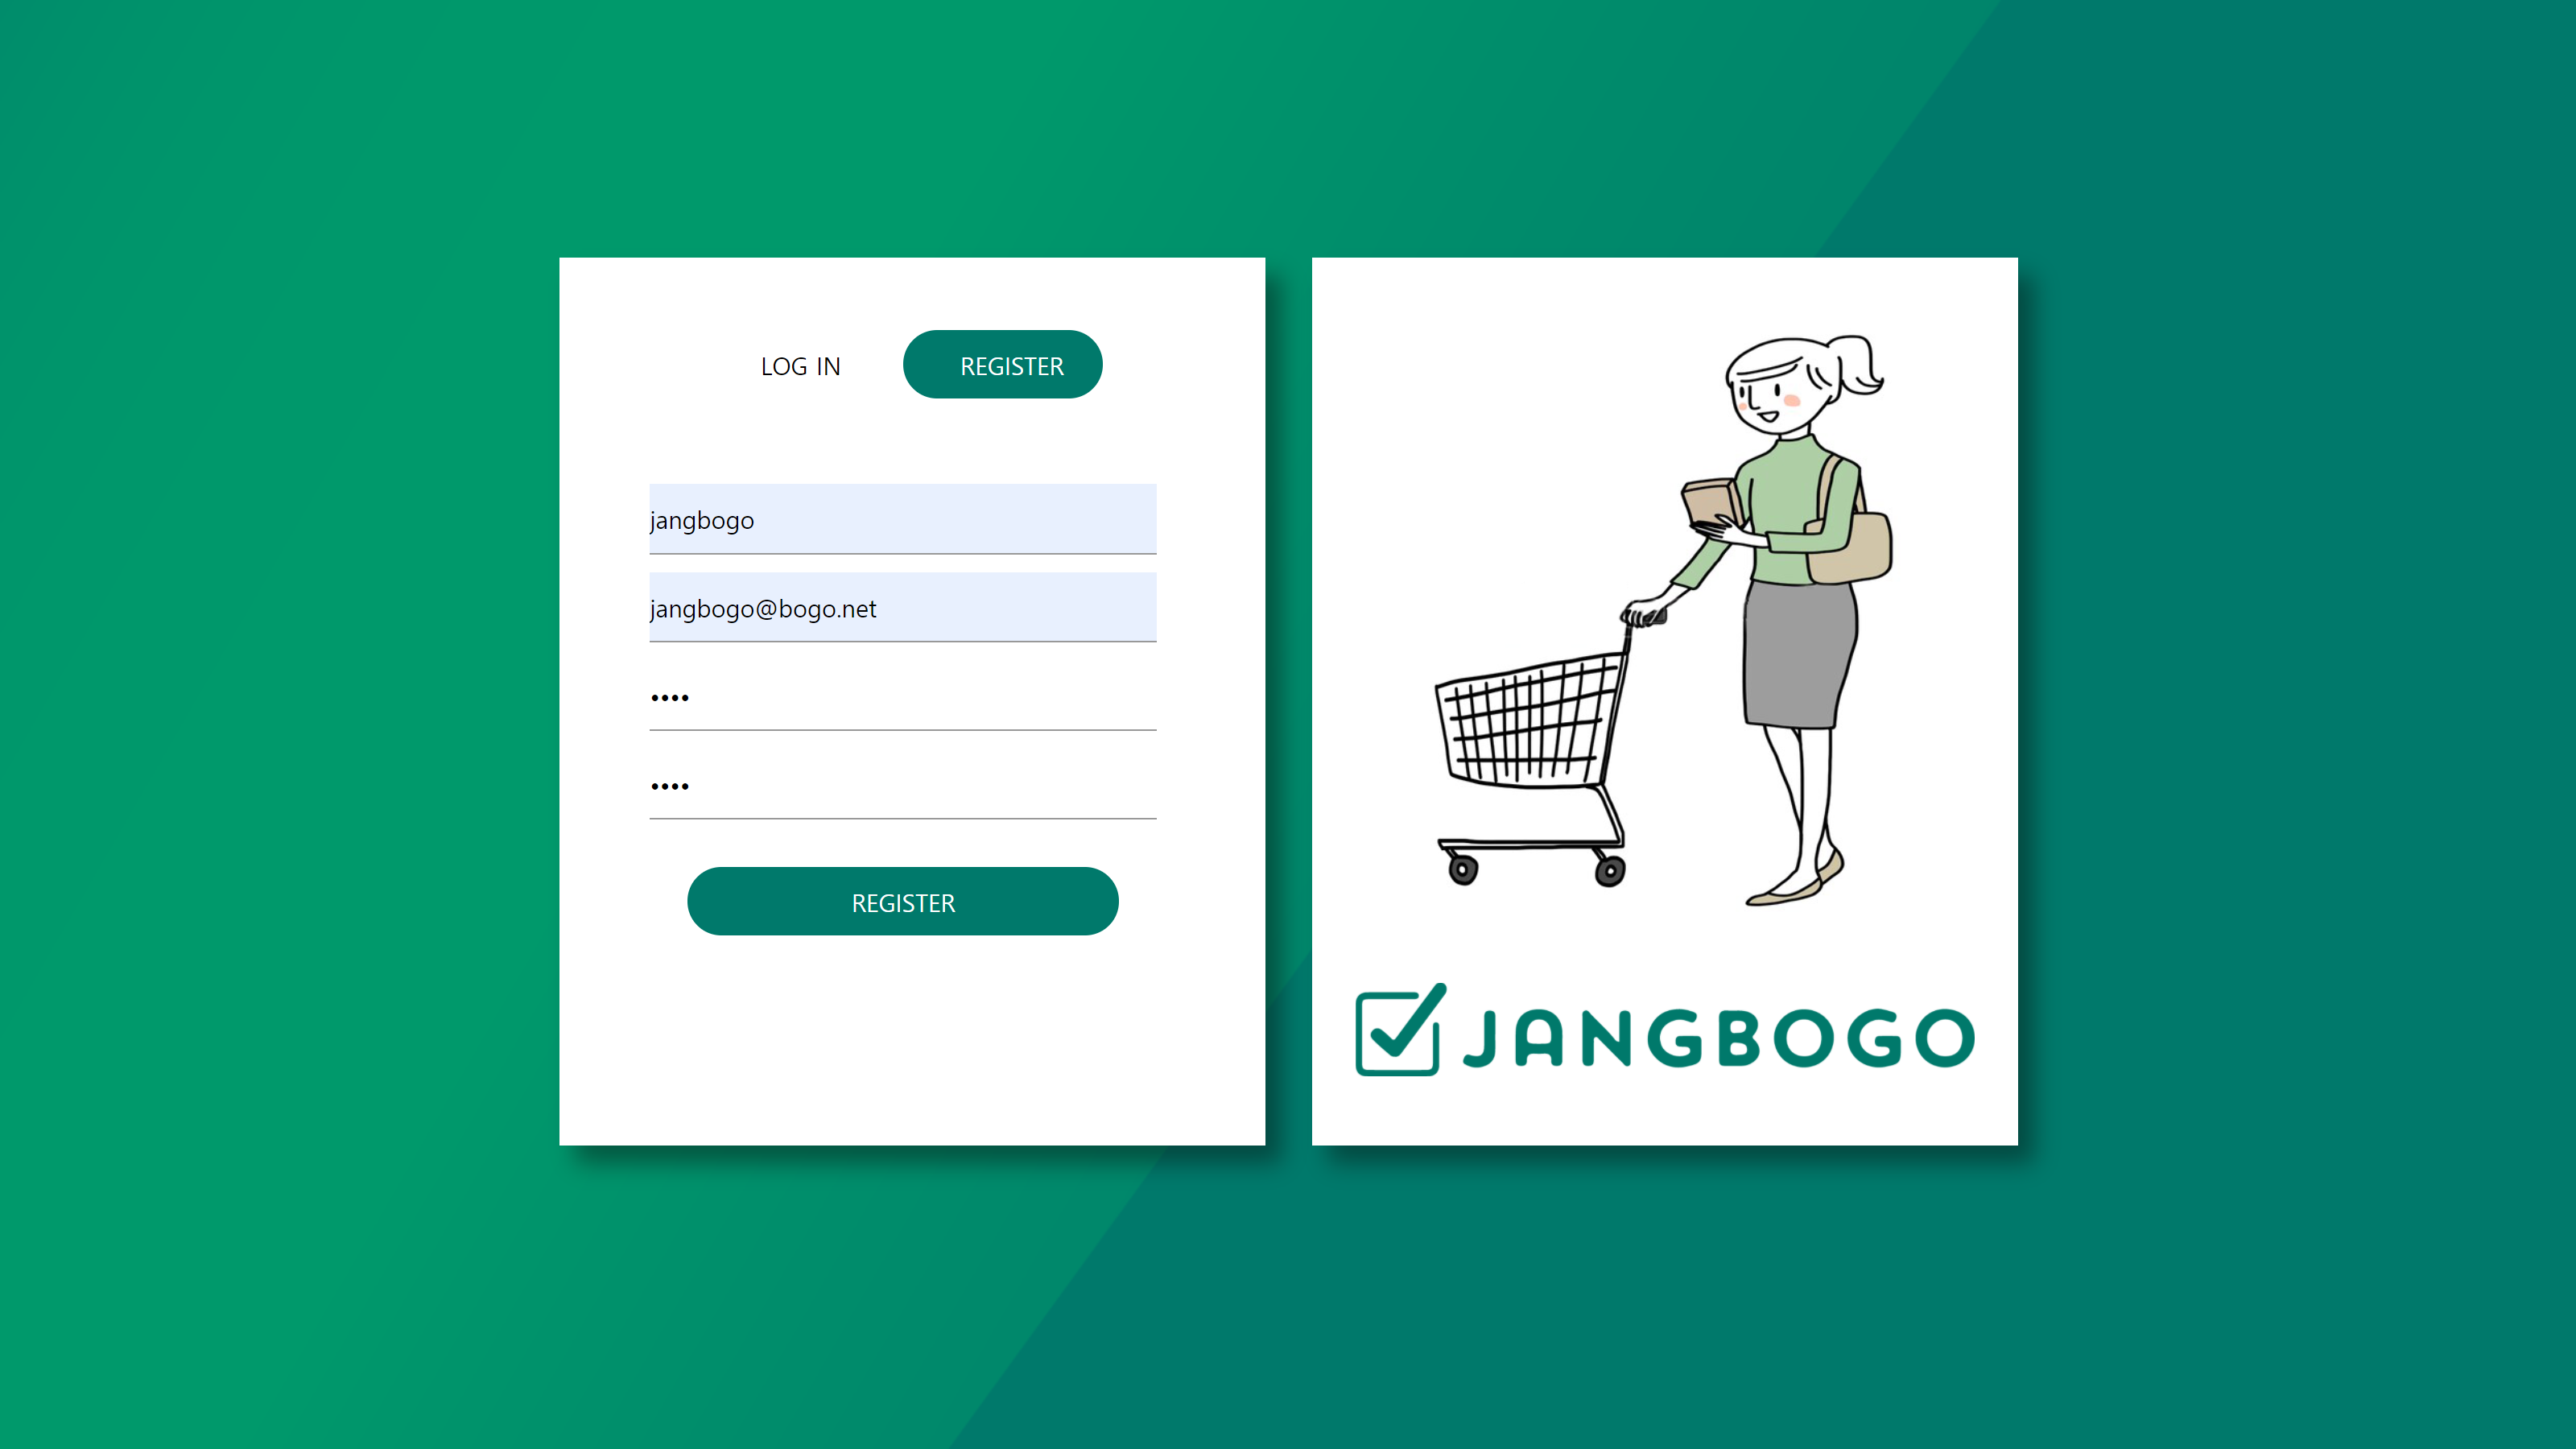 LOG IN
REGISTER
jangbogo
jangbogo@bogo.net
••••
••••
REGISTER
JANGBOGO